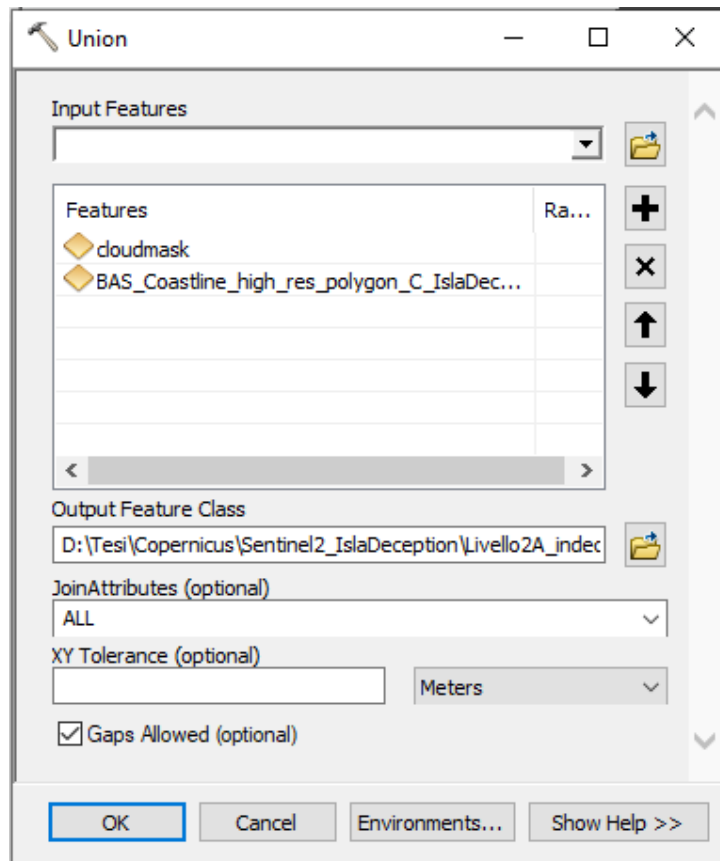 Union
Input Features
Features Ra...
cloudmask
BAS_Coastline_high_res_polygon_C_IslaDec...
Output Feature Class
D:\Tesi\Copernicus\Sentinel2_IslaDeception\Livello2A_indec
JoinAttributes (optional)
ALL
XY Tolerance (optional)
Meters
Gaps Allowed (optional)
OK Cancel Environments... Show Help >>